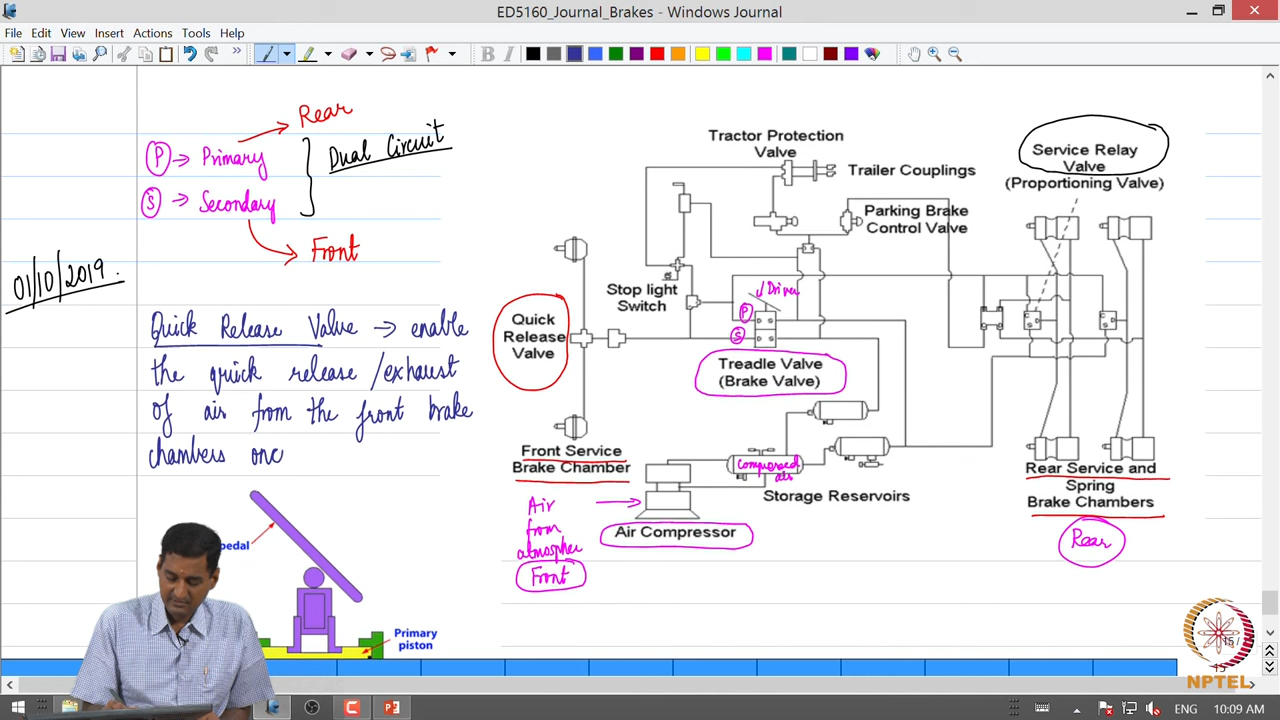 ED5160_Journal_Brakes - Windows Journal
File Edit View Insert Actions Tools Help
Rear
P → Primary
S → Secondary
Dual Circuit
Front
01/10/2019.
Quick Release Valve → enable
the quick release/exhaust
of air from the front brake
chambers onc
pedal
Primary
piston
Tractor Protection
Valve
Trailer Couplings
Parking Brake
Control Valve
Service Relay
Valve
(Proportioning Valve)
Stop light
Switch
Driver
P
S
Quick
Release
Valve
Treadle Valve
(Brake Valve)
Front Service
Brake Chamber
compressed
air
Storage Reservoirs
Rear Service and
Spring
Brake Chambers
Rear
Air
from
atmospher
Front
Air Compressor
NPTEL
ENG 10:09 AM